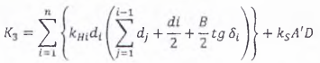 K₃ = \sum_{i=1}^{n} \left\{ k_{Hi} d_i \left( \sum_{j=1}^{i-1} d_j + \frac{di}{2} + \frac{B}{2} tg\, \delta_i \right) \right\} + k_S A' D